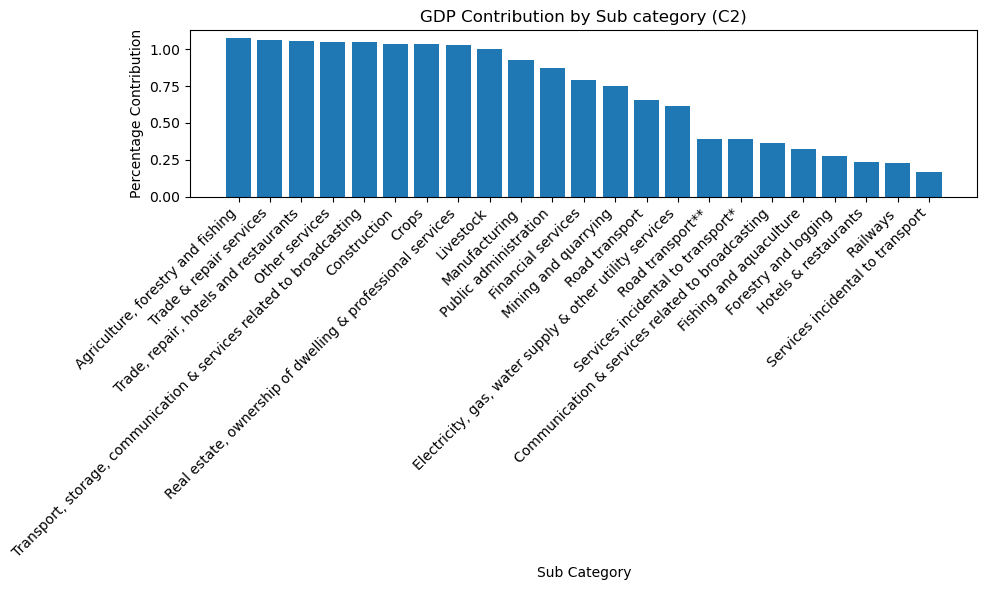 GDP Contribution by Sub category (C2)
Percentage Contribution
1.00
0.75
0.50
0.25
0.00
Agriculture, forestry and fishing
Trade & repair services
Trade, repair, hotels and restaurants
Other services
Transport, storage, communication & services related to broadcasting
Construction
Crops
Real estate, ownership of dwelling & professional services
Livestock
Manufacturing
Public administration
Financial services
Mining and quarrying
Road transport
Electricity, gas, water supply & other utility services
Road transport**
Services incidental to transport*
Communication & services related to broadcasting
Fishing and aquaculture
Forestry and logging
Hotels & restaurants
Railways
Services incidental to transport
Sub Category